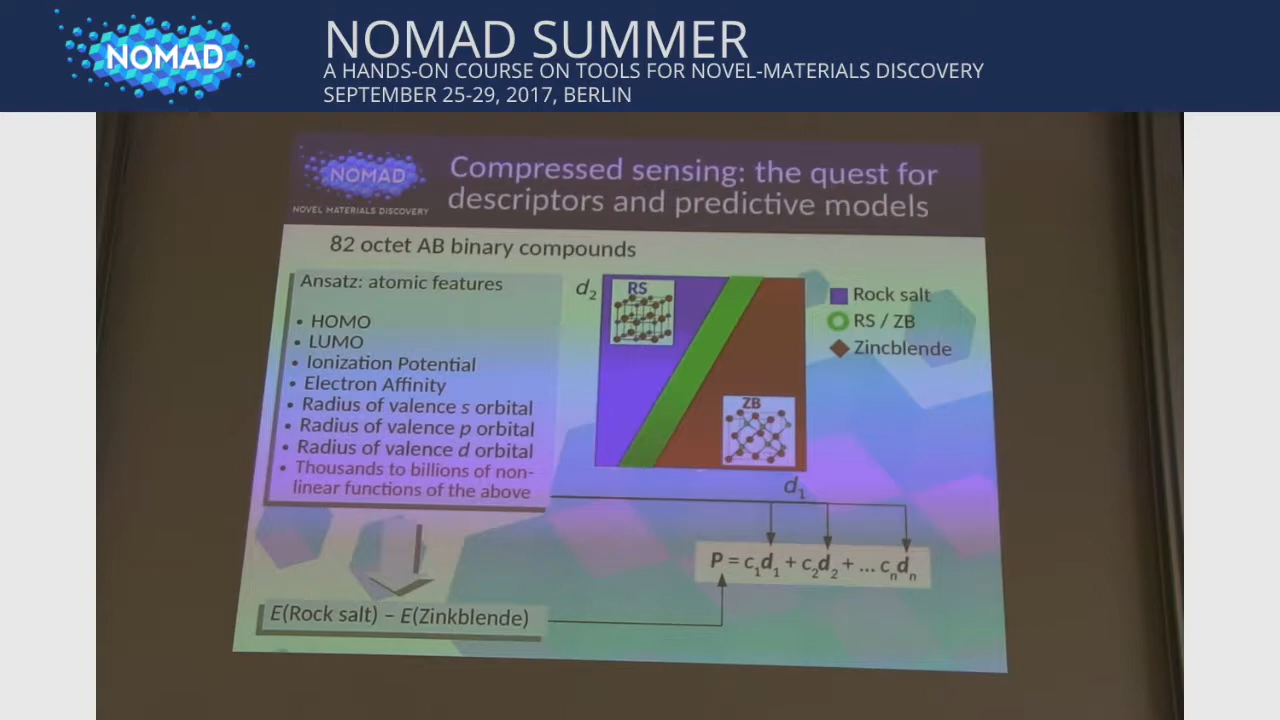 NOMAD
NOMAD SUMMER
A HANDS-ON COURSE ON TOOLS FOR NOVEL-MATERIALS DISCOVERY
SEPTEMBER 25-29, 2017, BERLIN
NOMAD
NOVEL MATERIALS DISCOVERY
Compressed sensing: the quest for
descriptors and predictive models
82 octet AB binary compounds
Ansatz: atomic features
• HOMO
• LUMO
• Ionization Potential
• Electron Affinity
• Radius of valence s orbital
• Radius of valence p orbital
• Radius of valence d orbital
• Thousands to billions of non-
linear functions of the above
d₂
RS
ZB
d₁
Rock salt
RS / ZB
Zincblende
P = c₁d₁ + c₂d₂ + ... cₙdₙ
E(Rock salt) – E(Zinkblende)